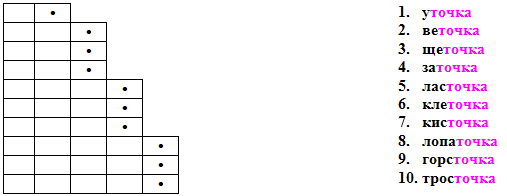 1. уточка
2. веточка
3. щеточка
4. заточка
5. ласточка
6. клеточка
7. кисточка
8. лопаточка
9. горсточка
10. тросточка